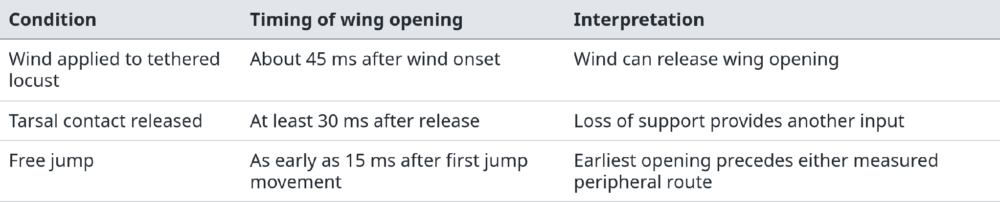 Condition Timing of wing opening Interpretation
Wind applied to tethered locust About 45 ms after wind onset Wind can release wing opening
Tarsal contact released At least 30 ms after release Loss of support provides another input
Free jump As early as 15 ms after first jump movement Earliest opening precedes either measured peripheral route